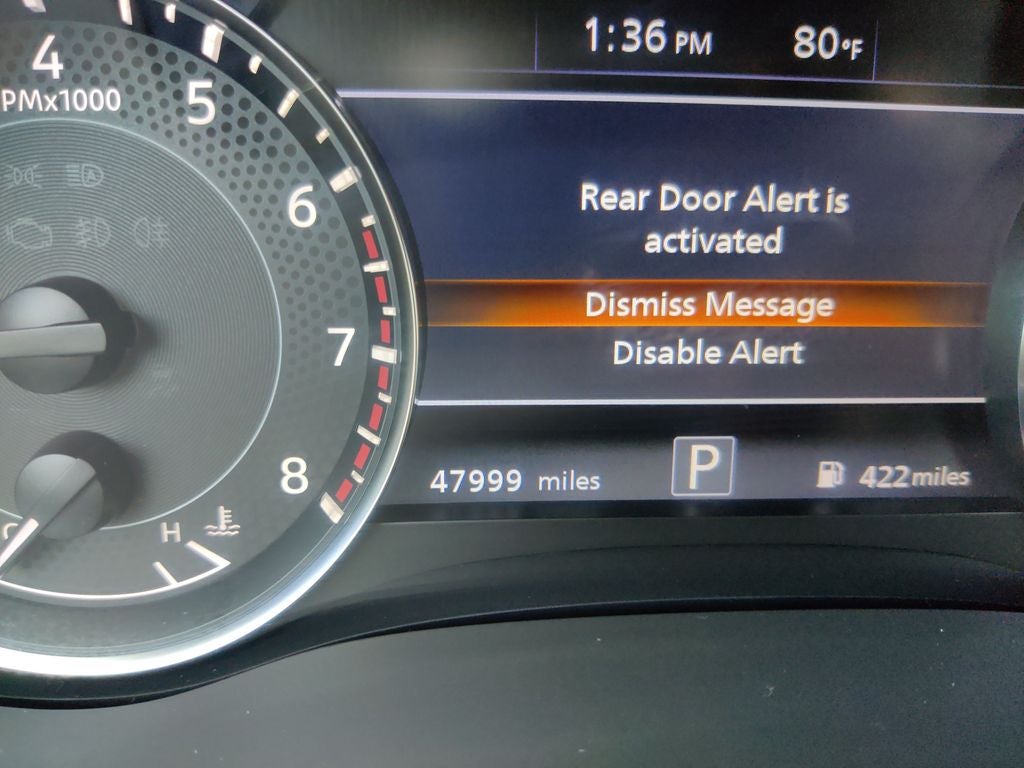 1:36 PM 80°F
4
RPMx1000
5
6
7
8
H
Rear Door Alert is
activated
Dismiss Message
Disable Alert
47999 miles P 422 miles